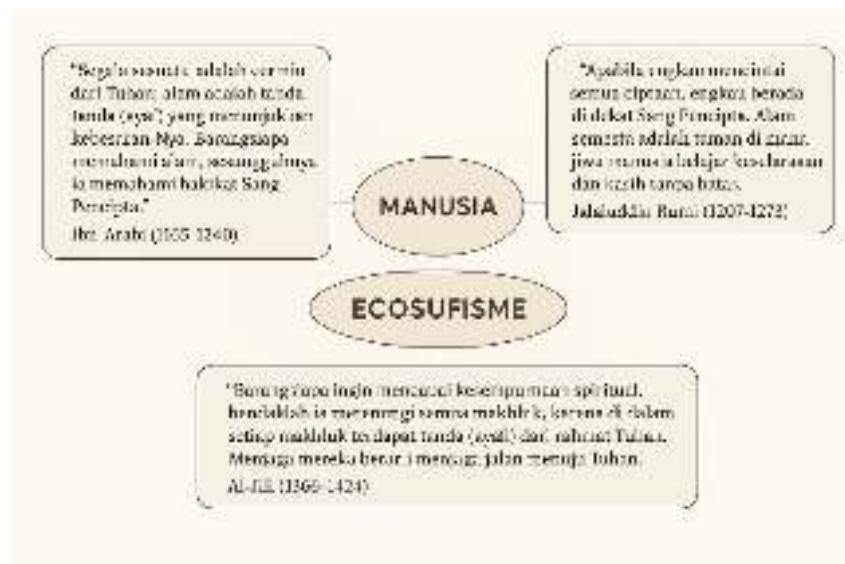 "Segala sesuatu adalah cermin
dari Tuhan; alam adalah tanda
tanda (ayat) yang menunjukkan
kebesaran-Nya. Barangsiapa
memahami alam, sesungguhnya
ia memahami hakikat Sang
Pencipta."
Ibn Arabi (1165-1240)
"Apabila engkau mencintai
semua ciptaan, engkau berada
di dekat Sang Pencipta. Alam
semesta adalah taman di mana
jiwa manusia belajar keselarasan
dan kasih tanpa batas.
Jalaluddin Rumi (1207-1273)
MANUSIA
ECOSUFISME
"Barangsiapa ingin mencapai kesempurnaan spiritual,
hendaklah ia semua makhluk, karena di dalam
setiap makhluk terdapat tanda (ayat) dari rahmat Tuhan.
Menjaga mereka berarti menjaga jalan menuju Tuhan.
Al-Jili (1366-1424)